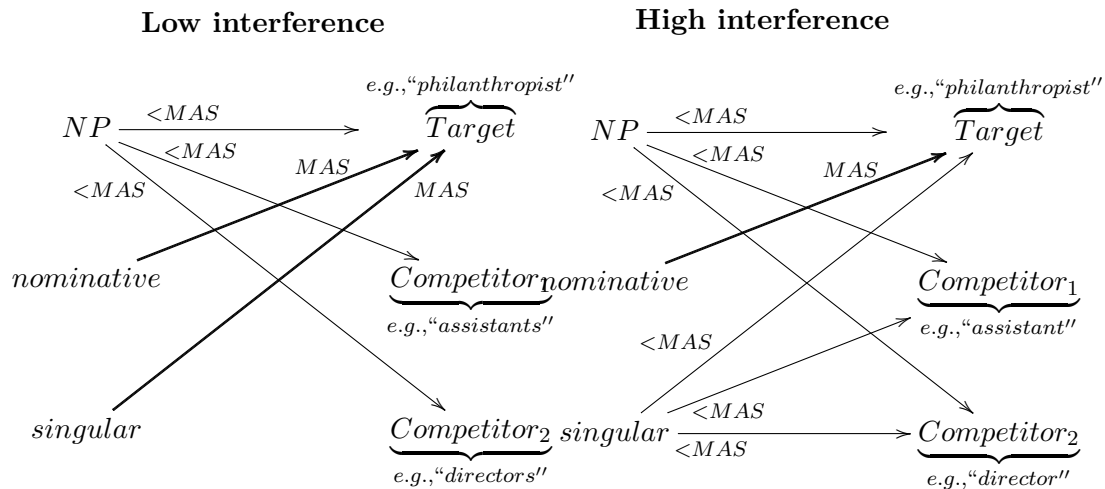 Low interference
e.g.,“philanthropist″
NP
<MAS
Target
<MAS
MAS
<MAS
MAS
nominative
Competitor₁
e.g.,“assistants″
singular
Competitor₂
e.g.,“directors″
High interference
e.g.,“philanthropist″
NP
<MAS
Target
<MAS
MAS
<MAS
nominative
Competitor₁
e.g.,“assistant″
<MAS
singular
<MAS
<MAS
Competitor₂
e.g.,“director″